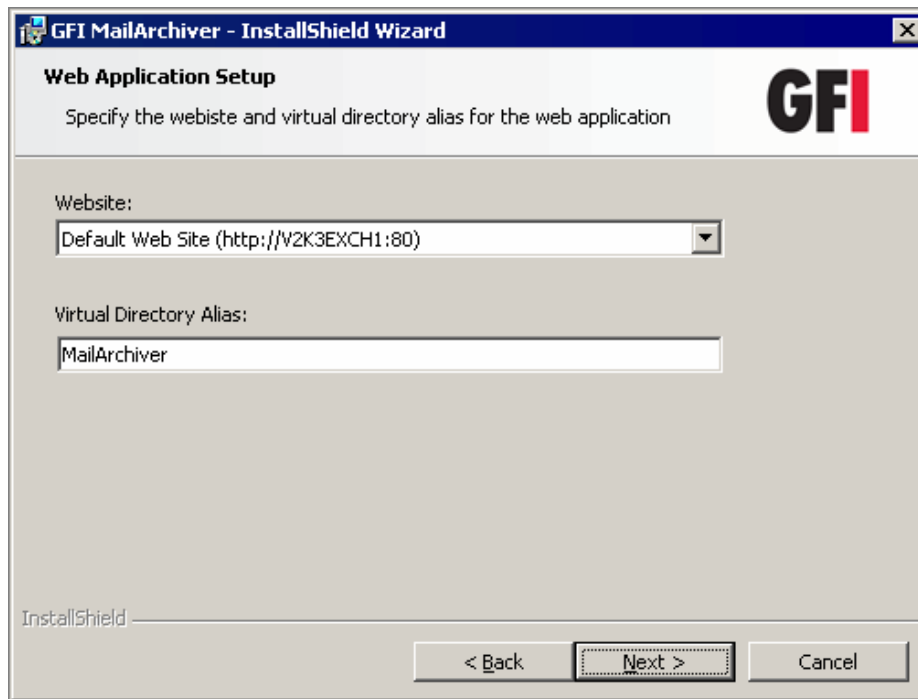 GFI MailArchiver - InstallShield Wizard
Web Application Setup
Specify the webiste and virtual directory alias for the web application
GFI
Website:
Default Web Site (http://V2K3EXCH1:80)
Virtual Directory Alias:
MailArchiver
InstallShield
< Back
Next >
Cancel